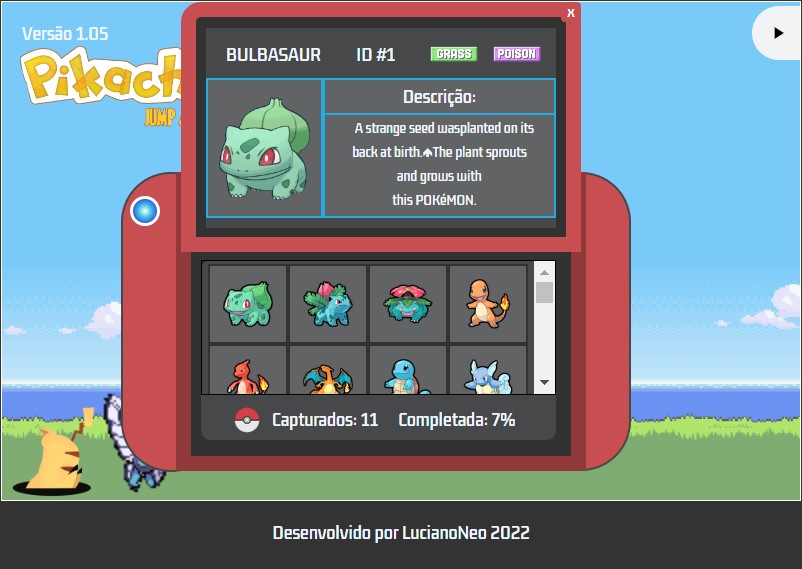 x
Versão 1.05
Pikach
JUMP
BULBASAUR ID #1 GRASS POISON
Descrição:
A strange seed wasplanted on its
back at birth.♠The plant sprouts
and grows with
this POKéMON.
Capturados: 11 Completada: 7%
Desenvolvido por LucianoNeo 2022